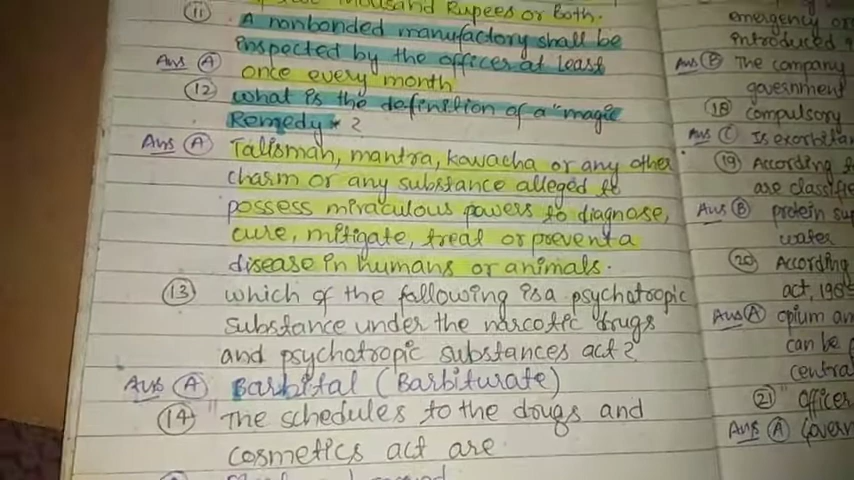 Thousand Rupees or Both.
(11) A nonbonded manufactory shall be
inspected by the officer at least
Ans (A) once every month
(12) what is the definition of a "magic
Remedy" ?
Ans (A) Talisman, mantra, kawacha or any other
charm or any substance alleged to
possess miraculous powers to diagnose,
cure, mitigate, treat or prevent a
disease in humans or animals.
(13) which of the following is a psychotropic
substance under the narcotic drugs
and psychotropic substances act?
Ans (A) Barbital (Barbiturate)
(14) "The schedules to the drugs and
cosmetics act are
emergency or
introduced
Ans (B) The company
government
(18) compulsory
Ans (C) Is exorbitan
(19) According
are classifie
Ans (B) protein su
water
(20) According
act, 198
Ans (A) opium an
can be
centra
(21) "officer
Ans (A) Govern